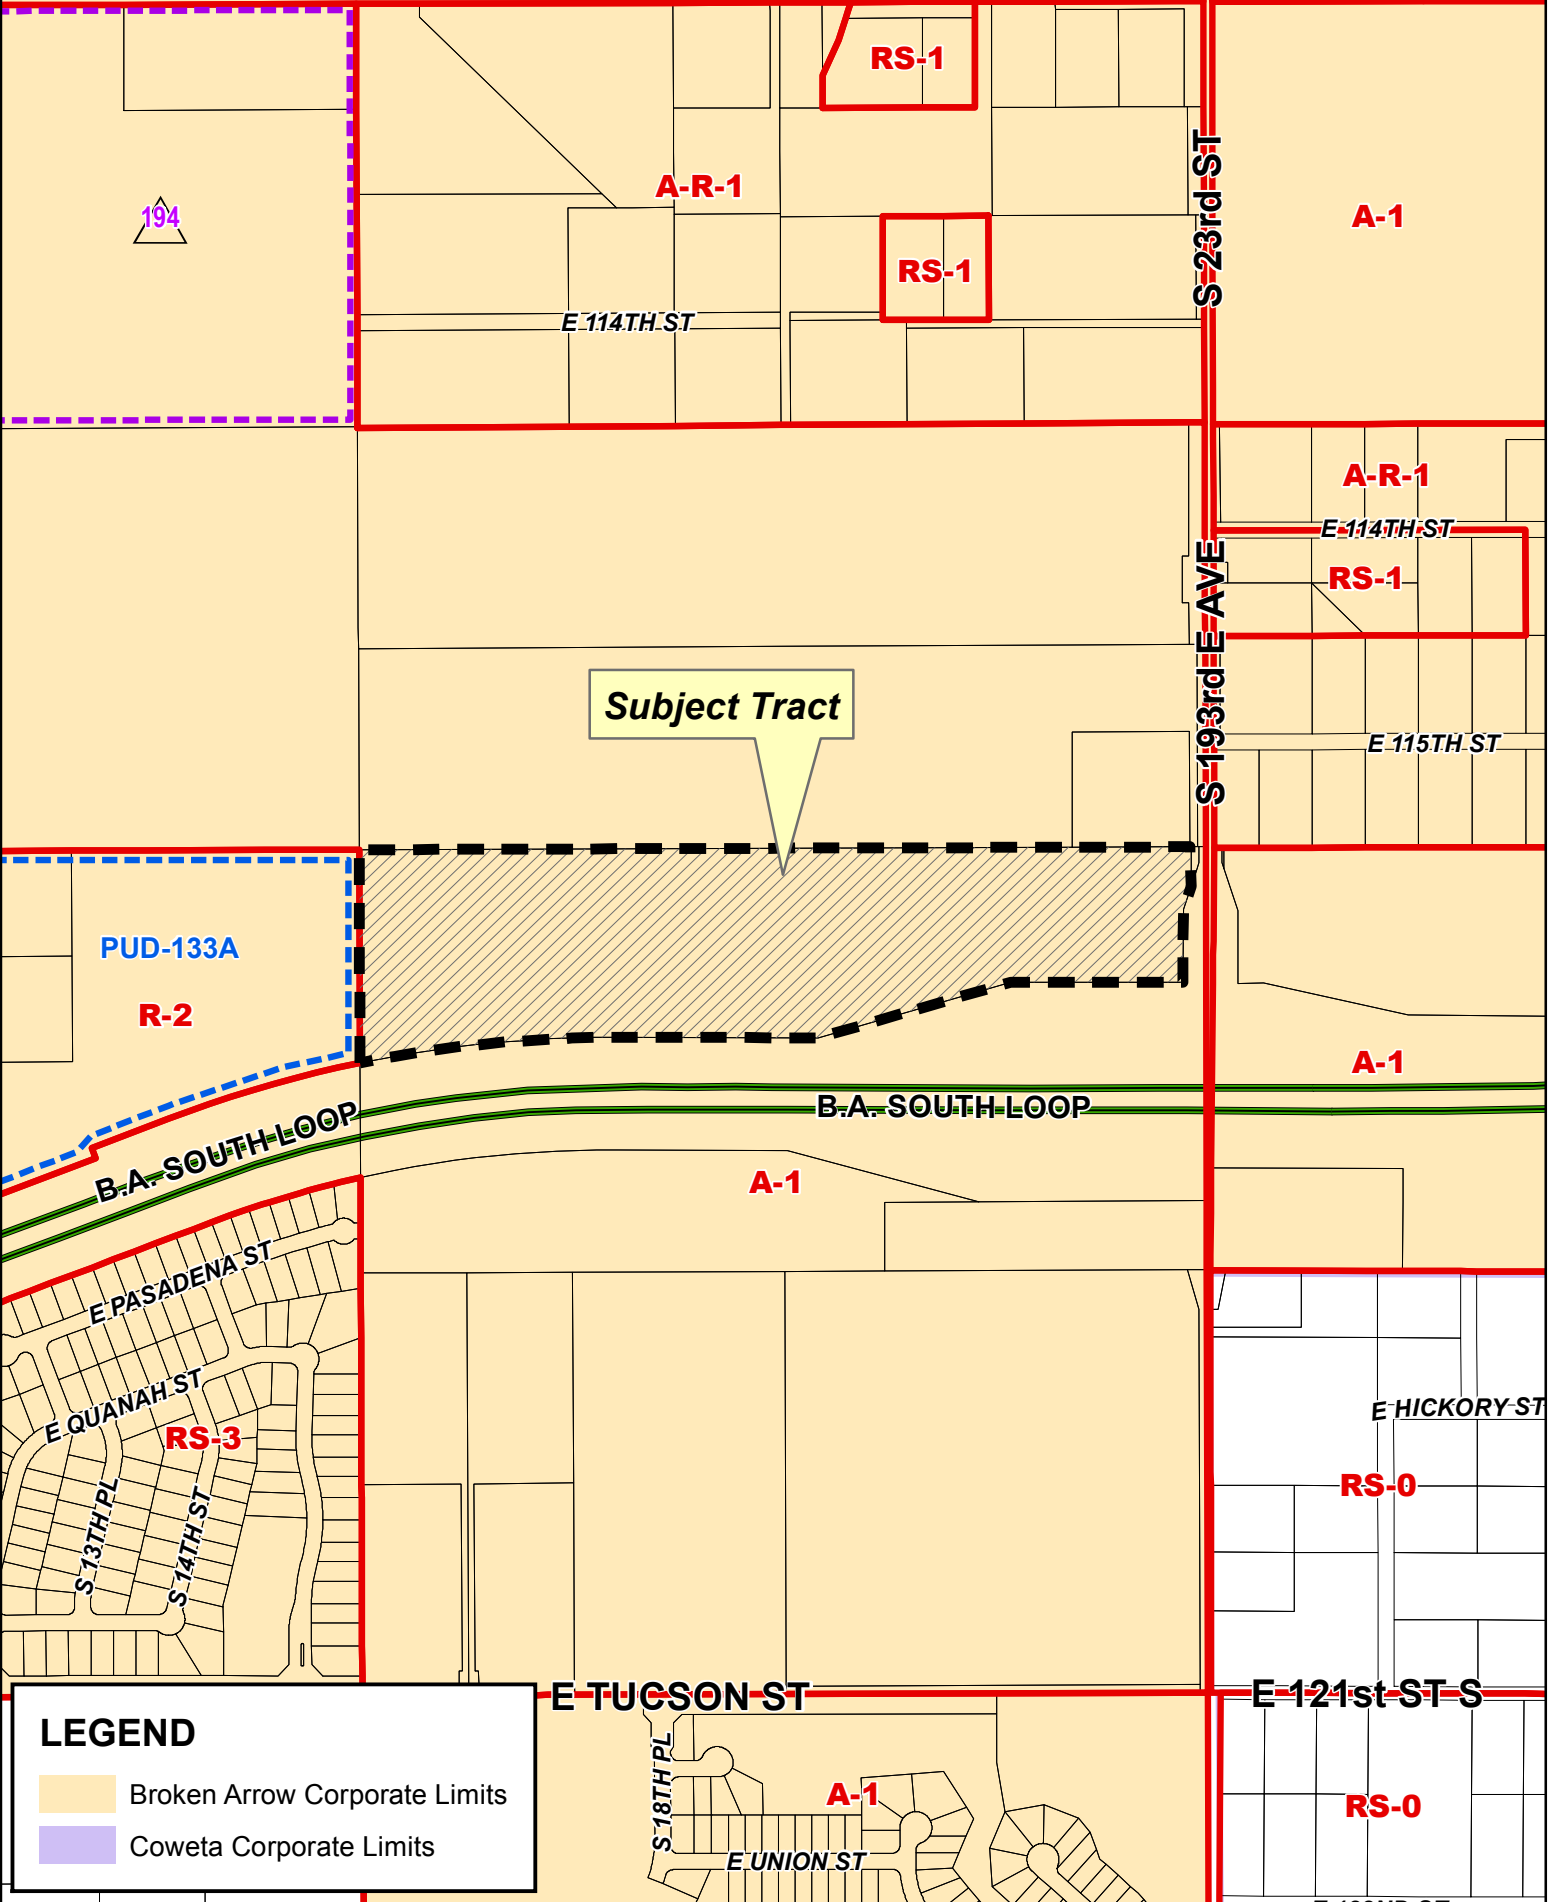 RS-1
S 23rd ST
A-R-1
194
A-1
RS-1
E 114TH ST
A-R-1
E 114TH ST
RS-1
S 193rd E AVE
Subject Tract
E 115TH ST
PUD-133A
R-2
A-1
B.A. SOUTH LOOP
B.A. SOUTH LOOP
A-1
E PASADENA ST
E QUANAH ST
E HICKORY ST
RS-3
RS-0
S 13TH PL
S 14TH ST
E TUCSON ST
E 121st ST S
LEGEND
Broken Arrow Corporate Limits
Coweta Corporate Limits
S 18TH PL
A-1
RS-0
E UNION ST